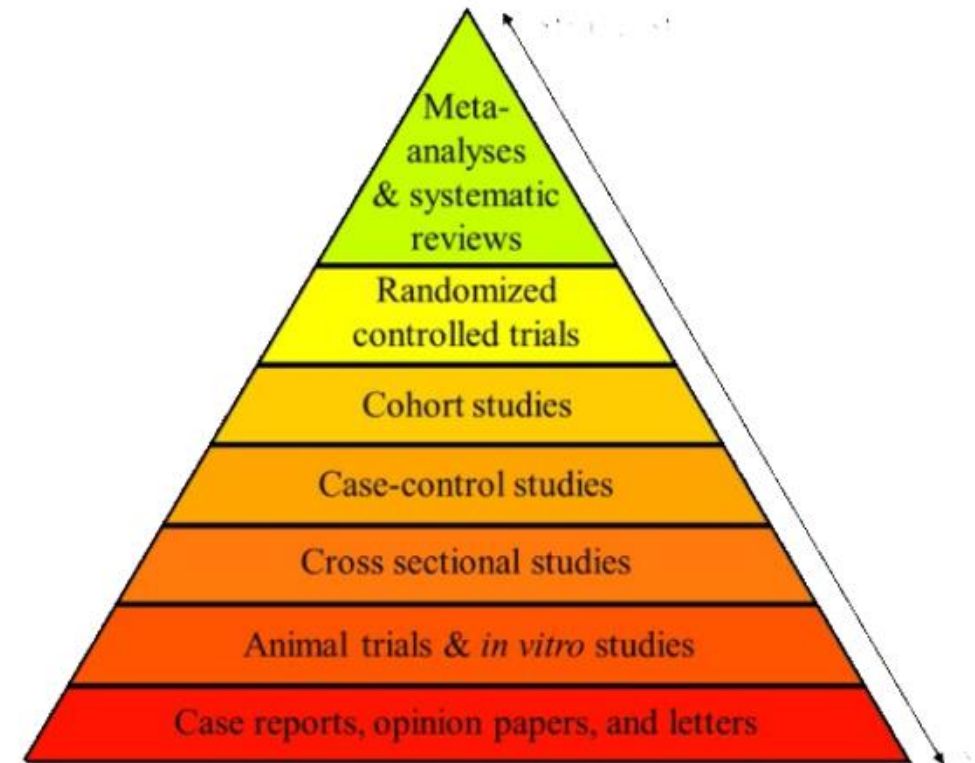 Meta-
analyses
& systematic
reviews
Randomized
controlled trials
Cohort studies
Case-control studies
Cross sectional studies
Animal trials & in vitro studies
Case reports, opinion papers, and letters